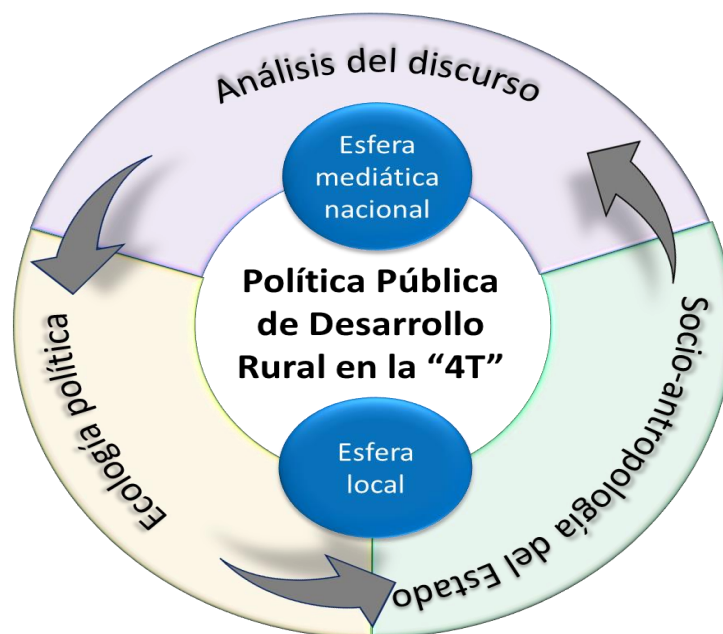 Análisis del discurso
Esfera
mediática
nacional
Política Pública
de Desarrollo
Rural en la “4T”
Ecología política
Socio-antropología del Estado
Esfera
local